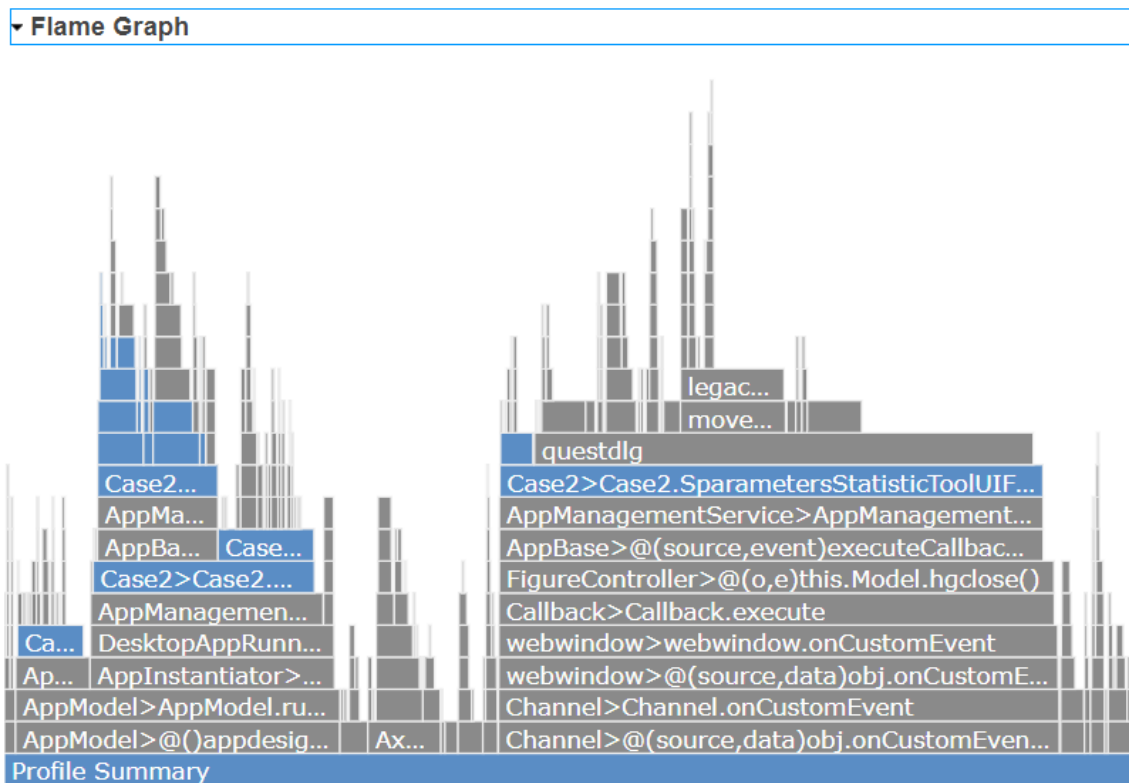 Flame Graph
legac...
move...
questdlg
Case2... Case2>Case2.SparametersStatisticToolUIF...
AppMa... AppManagementService>AppManagement...
AppBa... Case... AppBase>@(source,event)executeCallbac...
Case2>Case2.... FigureController>@(o,e)this.Model.hgclose()
AppManagemen... Callback>Callback.execute
Ca... DesktopAppRunn... webwindow>webwindow.onCustomEvent
Ap... AppInstantiator>... webwindow>@(source,data)obj.onCustomE...
AppModel>AppModel.ru... Channel>Channel.onCustomEvent
AppModel>@()appdesig... Ax... Channel>@(source,data)obj.onCustomEven...
Profile Summary